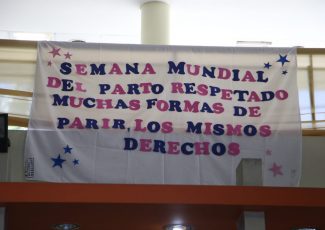 SEMANA MUNDIAL
DEL PARTO RESPETADO
MUCHAS FORMAS DE
PARIR, LOS MISMOS
DERECHOS